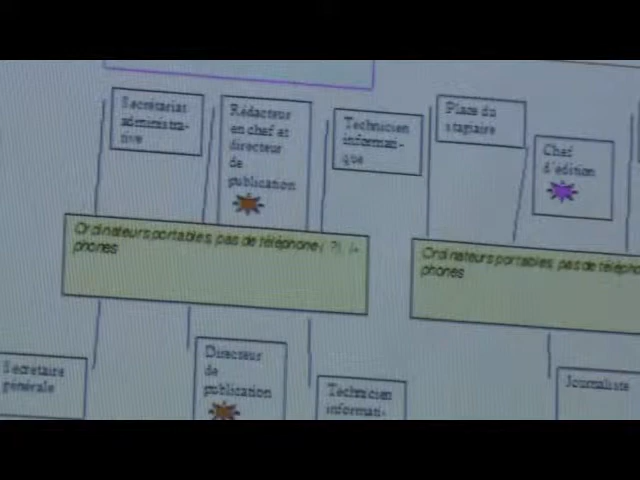 Secrétariat
administra-
tive
Rédacteur
en chef et
directeur
de
publication
Technicien
informati-
que
Place du
stagiaire
Chef
d'édition
Ordinateurs portables, pas de téléphone ( ?), I-
phones
Ordinateurs portables, pas de télépho
phones
Secrétaire
générale
Directeur
de
publication
Technicien
informati-
Journaliste